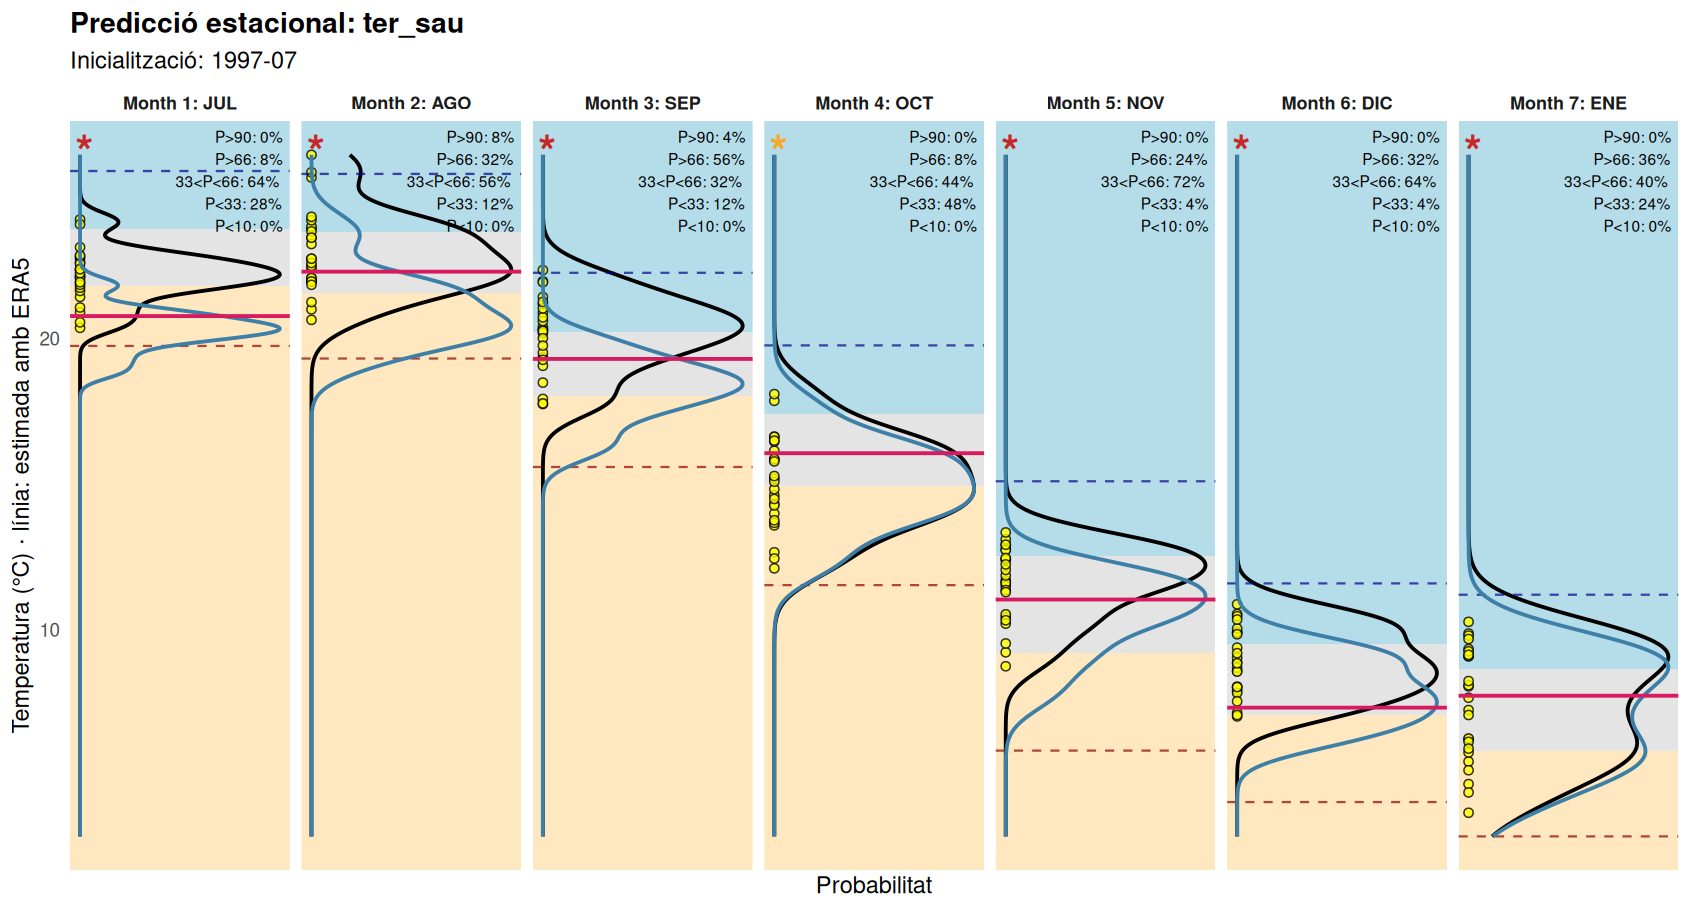 Predicció estacional: ter_sau
Inicialització: 1997-07
Month 1: JUL
Month 2: AGO
Month 3: SEP
Month 4: OCT
Month 5: NOV
Month 6: DIC
Month 7: ENE
*
P>90: 0%
P>66: 8%
33<P<66: 64%
P<33: 28%
P<10: 0%
*
P>90: 8%
P>66: 32%
33<P<66: 56%
P<33: 12%
P<10: 0%
*
P>90: 4%
P>66: 56%
33<P<66: 32%
P<33: 12%
P<10: 0%
*
P>90: 0%
P>66: 8%
33<P<66: 44%
P<33: 48%
P<10: 0%
*
P>90: 0%
P>66: 24%
33<P<66: 72%
P<33: 4%
P<10: 0%
*
P>90: 0%
P>66: 32%
33<P<66: 64%
P<33: 4%
P<10: 0%
*
P>90: 0%
P>66: 36%
33<P<66: 40%
P<33: 24%
P<10: 0%
Temperatura (°C) · línia: estimada amb ERA5
20
10
Probabilitat